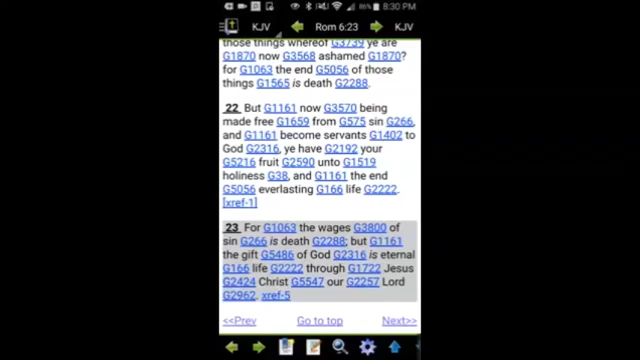 86% 8:30 PM
KJV Rom 6:23 KJV
those things whereof G3739 ye are
G1870 now G3568 ashamed G1870?
for G1063 the end G5056 of those
things G1565 is death G2288.
22 But G1161 now G3570 being
made free G1659 from G575 sin G266,
and G1161 become servants G1402 to
God G2316, ye have G2192 your
G5216 fruit G2590 unto G1519
holiness G38, and G1161 the end
G5056 everlasting G166 life G2222.
[xref-1]
23 For G1063 the wages G3800 of
sin G266 is death G2288; but G1161
the gift G5486 of God G2316 is eternal
G166 life G2222 through G1722 Jesus
G2424 Christ G5547 our G2257 Lord
G2962. xref-5
<<Prev Go to top Next>>